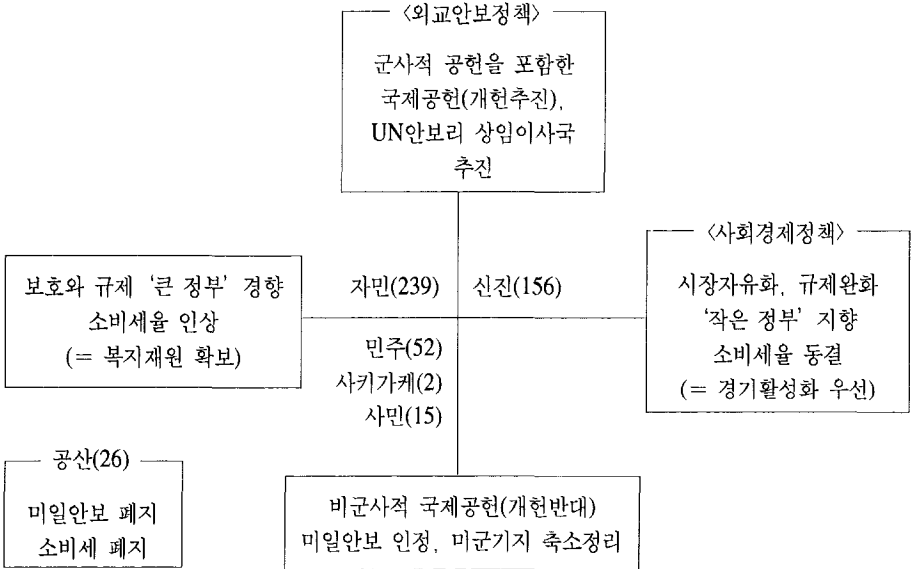 〈외교안보정책〉
군사적 공헌을 포함한
국제공헌(개헌추진),
UN안보리 상임이사국
추진
〈사회경제정책〉
보호와 규제 '큰 정부' 경향
소비세율 인상
(= 복지재원 확보)
자민(239)
신진(156)
시장자유화, 규제완화
'작은 정부' 지향
소비세율 동결
(= 경기활성화 우선)
민주(52)
사키가케(2)
사민(15)
공산(26)
미일안보 폐지
소비세 폐지
비군사적 국제공헌(개헌반대)
미일안보 인정, 미군기지 축소정리